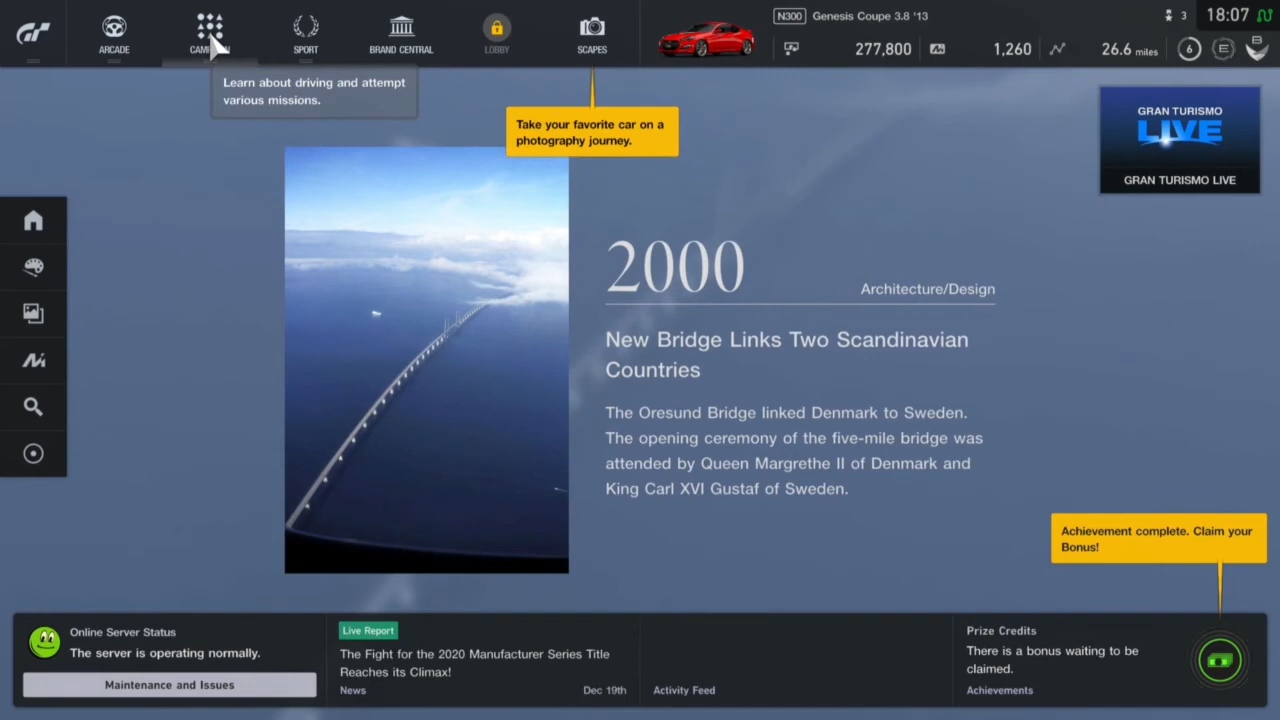 ARCADE
CAM
SPORT
BRAND CENTRAL
LOBBY
SCAPES
N300 Genesis Coupe 3.8 '13
277,800
1,260
26.6 miles
3
18:07
6
E
B
Learn about driving and attempt
various missions.
Take your favorite car on a
photography journey.
GRAN TURISMO
LIVE
GRAN TURISMO LIVE
2000
Architecture/Design
New Bridge Links Two Scandinavian
Countries
The Oresund Bridge linked Denmark to Sweden.
The opening ceremony of the five-mile bridge was
attended by Queen Margrethe II of Denmark and
King Carl XVI Gustaf of Sweden.
Achievement complete. Claim your
Bonus!
Online Server Status
The server is operating normally.
Maintenance and Issues
Live Report
The Fight for the 2020 Manufacturer Series Title
Reaches its Climax!
News
Dec 19th
Activity Feed
Prize Credits
There is a bonus waiting to be
claimed.
Achievements